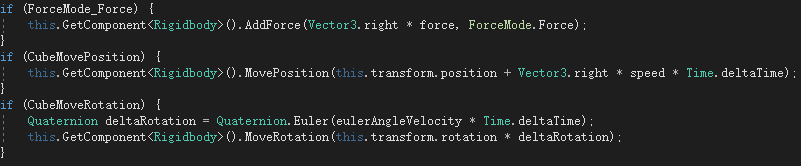 if (ForceMode_Force) {
this.GetComponent<Rigidbody>().AddForce(Vector3.right * force, ForceMode.Force);
}
if (CubeMovePosition) {
this.GetComponent<Rigidbody>().MovePosition(this.transform.position + Vector3.right * speed * Time.deltaTime);
}
if (CubeMoveRotation) {
Quaternion deltaRotation = Quaternion.Euler(eulerAngleVelocity * Time.deltaTime);
this.GetComponent<Rigidbody>().MoveRotation(this.transform.rotation * deltaRotation);
}